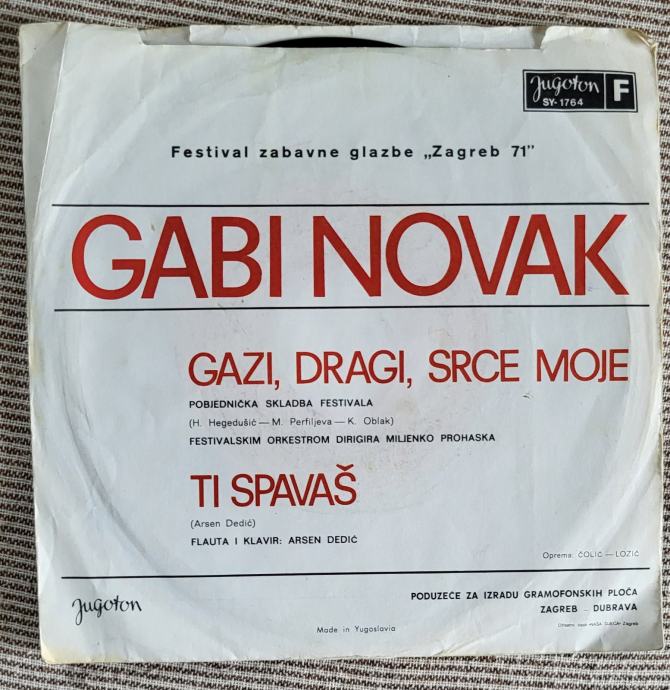 Jugoton F
SY-1764
Festival zabavne glazbe „Zagreb 71”
GABI NOVAK
GAZI, DRAGI, SRCE MOJE
POBJEDNIČKA SKLADBA FESTIVALA
(H. Hegedušić — M. Perfiljeva — K. Oblak)
FESTIVALSKIM ORKESTROM DIRIGIRA MILJENKO PROHASKA
TI SPAVAŠ
(Arsen Dedić)
FLAUTA I KLAVIR: ARSEN DEDIĆ
Oprema: ČOLIĆ — LOZIĆ
Jugoton
PODUZEĆE ZA IZRADU GRAMOFONSKIH PLOČA
ZAGREB – DUBRAVA
Made in Yugoslavia
Zagreb